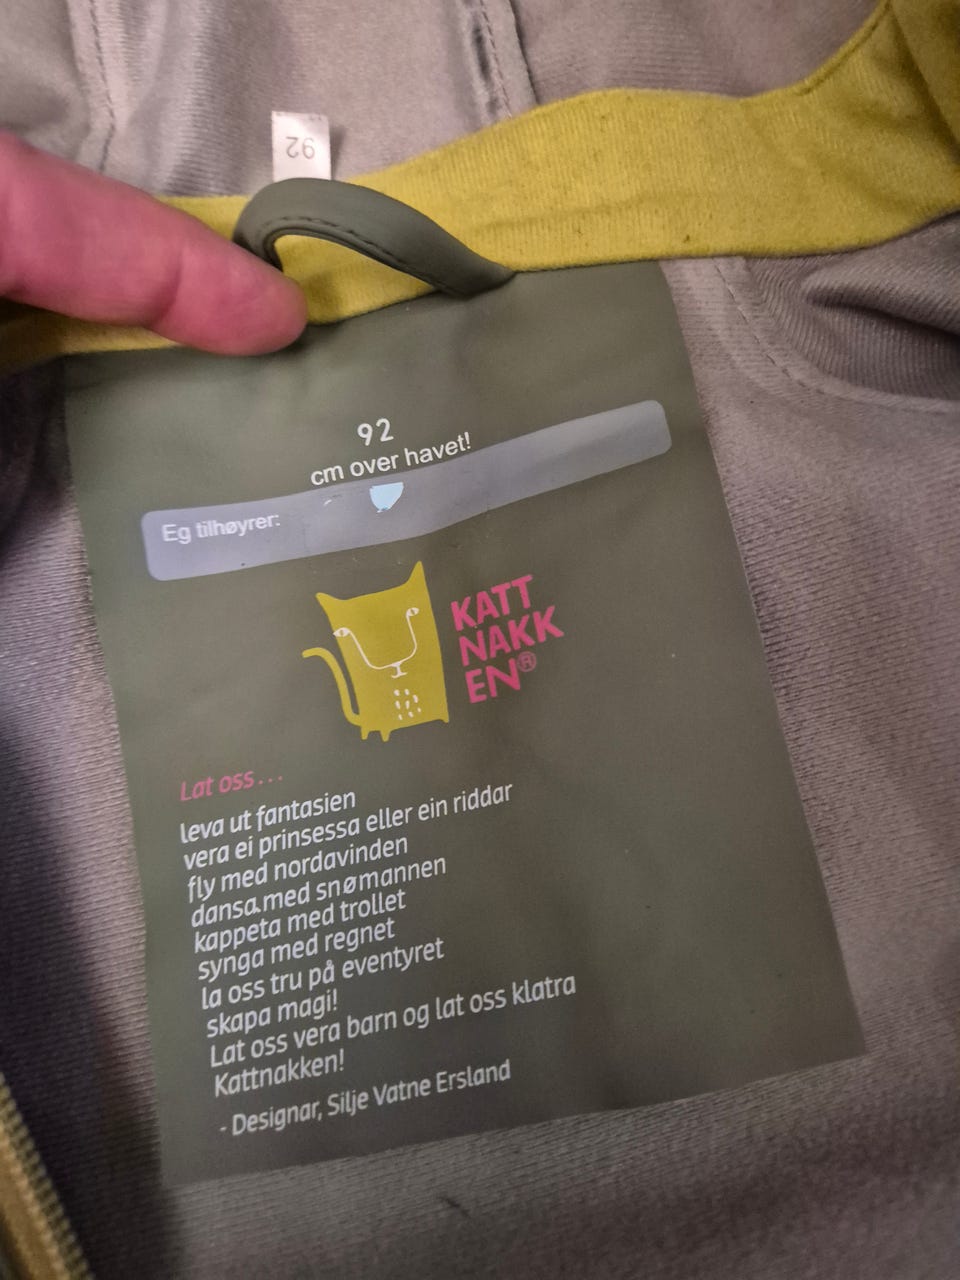 92
92
cm over havet!
Eg tilhøyrer:
KATT
NAKK
EN®
Lat oss...
leva ut fantasien
vera ei prinsessa eller ein riddar
fly med nordavinden
dansa med snømannen
kappeta med trollet
synga med regnet
la oss tru på eventyret
skapa magi!
Lat oss vera barn og lat oss klatra
Kattnakken!
- Designar, Silje Vatne Ersland